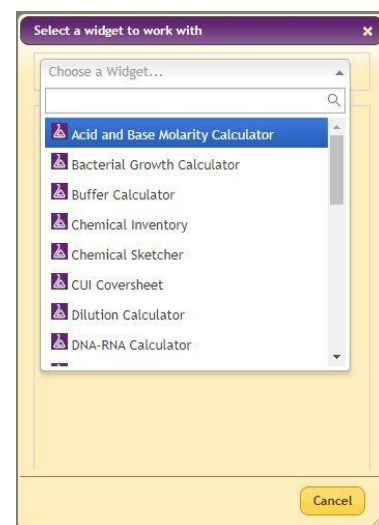 Select a widget to work with
Choose a Widget...
Acid and Base Molarity Calculator
Bacterial Growth Calculator
Buffer Calculator
Chemical Inventory
Chemical Sketcher
CUI Coversheet
Dilution Calculator
DNA-RNA Calculator
Cancel